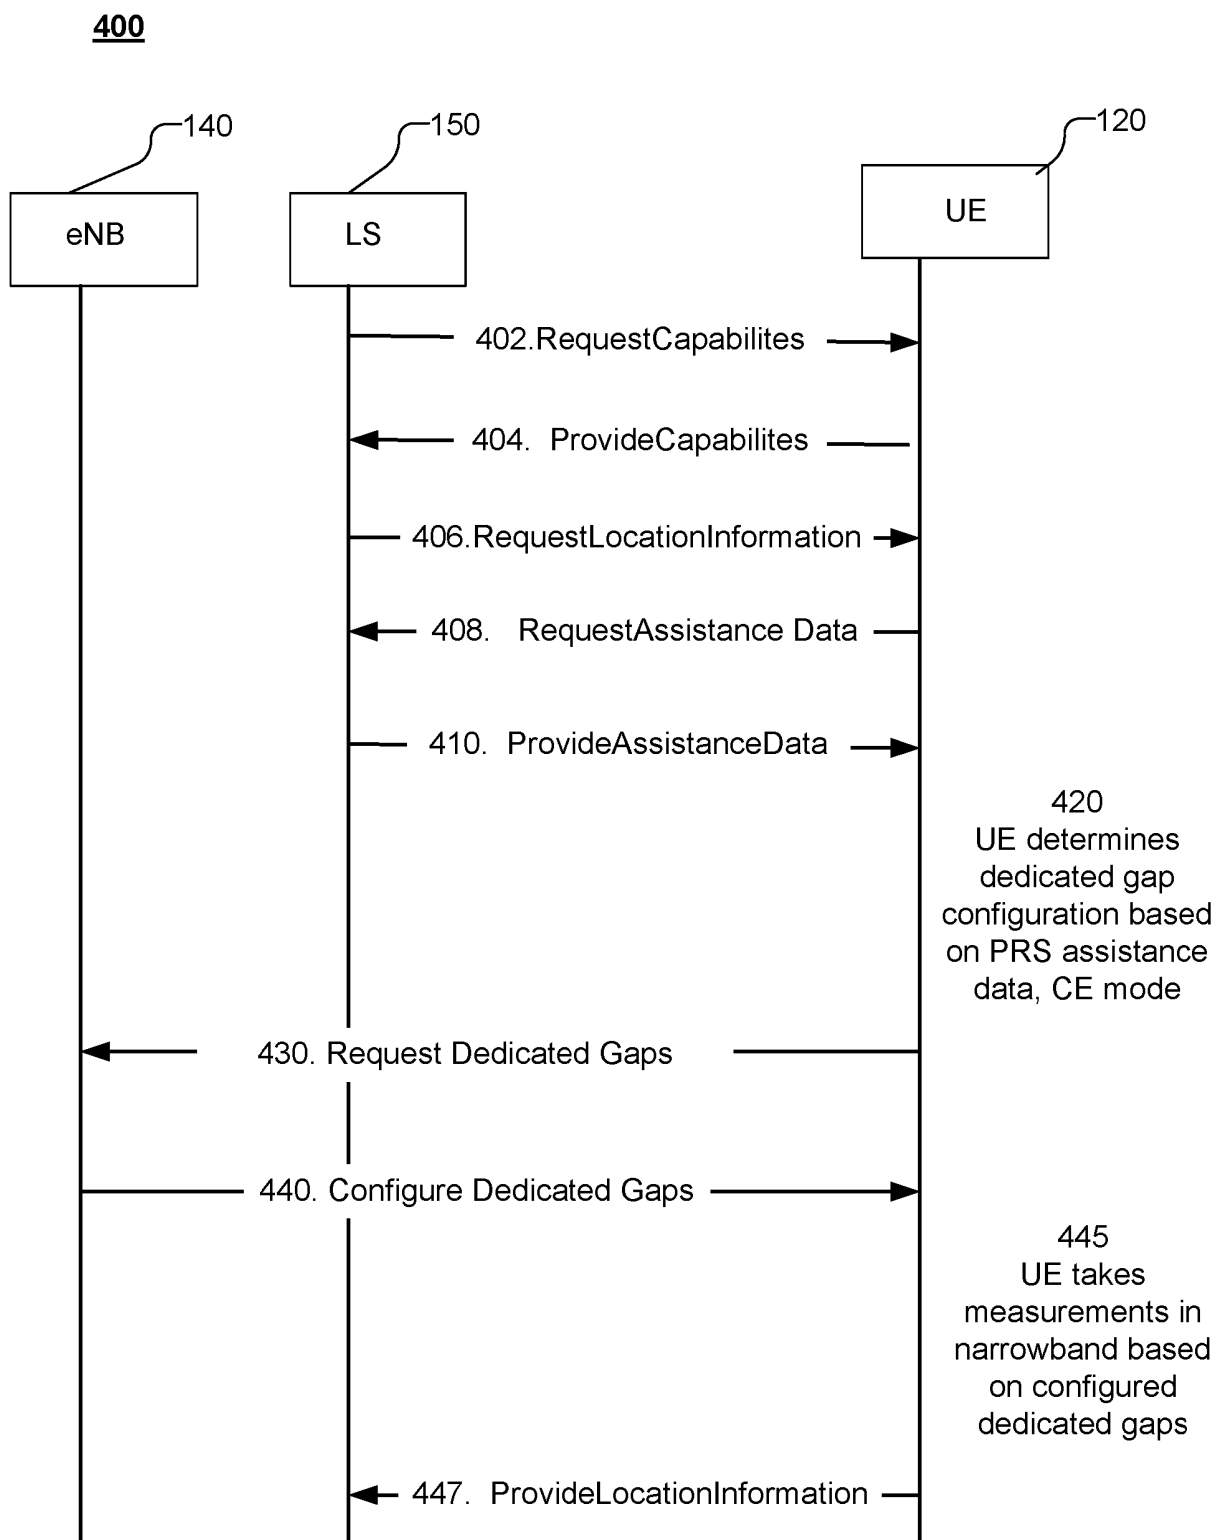 400
140
150
120
eNB
LS
UE
402.RequestCapabilites
404. ProvideCapabilites
406.RequestLocationInformation
408. RequestAssistance Data
410. ProvideAssistanceData
420
UE determines
dedicated gap
configuration based
on PRS assistance
data, CE mode
430. Request Dedicated Gaps
440. Configure Dedicated Gaps
445
UE takes
measurements in
narrowband based
on configured
dedicated gaps
447. ProvideLocationInformation